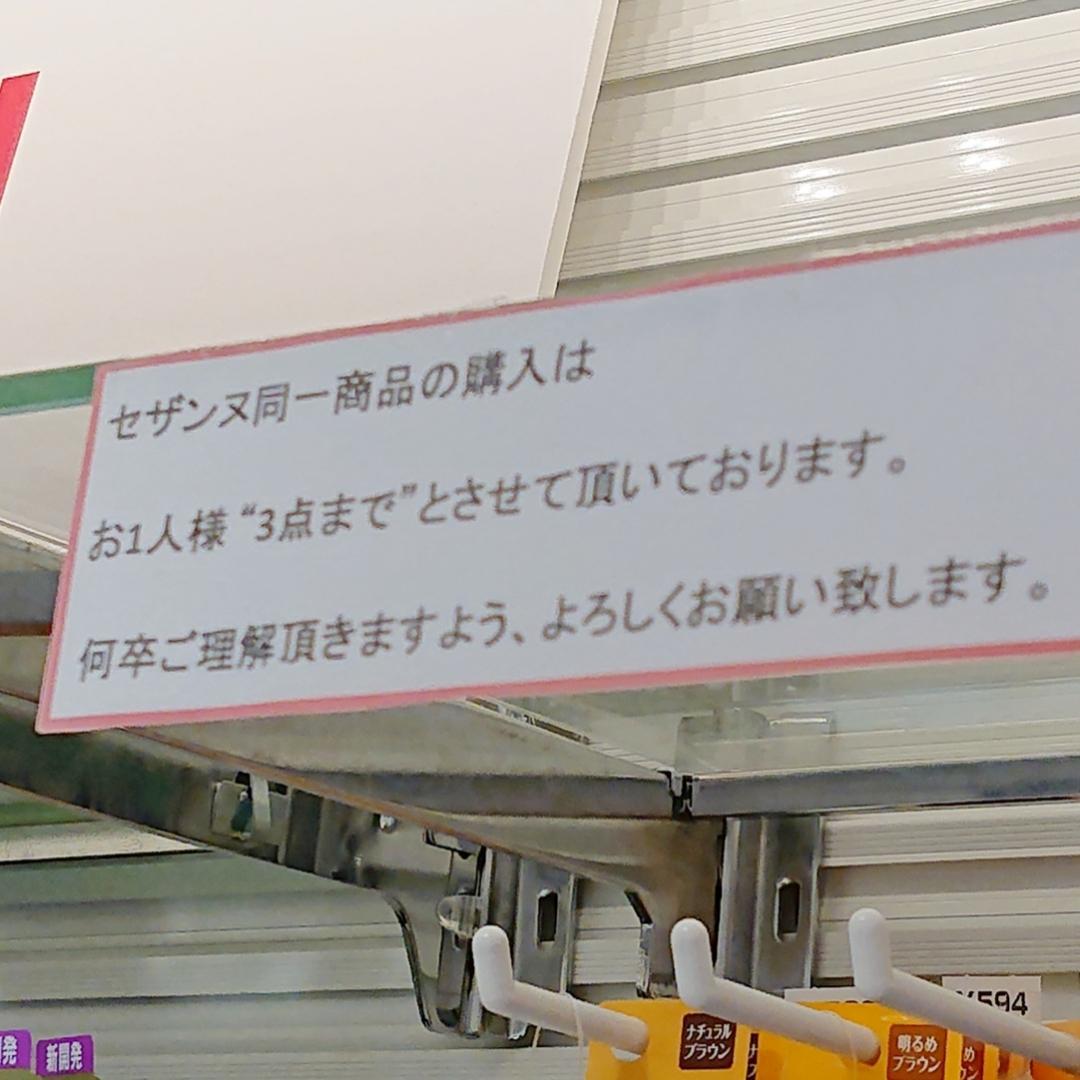 セザンヌ同一商品の購入は
お1人様“3点まで”とさせて頂いております。
何卒ご理解頂きますよう、よろしくお願い致します。
¥594
ナチュラル
ブラウン
明るめ
ブラウン
新開発